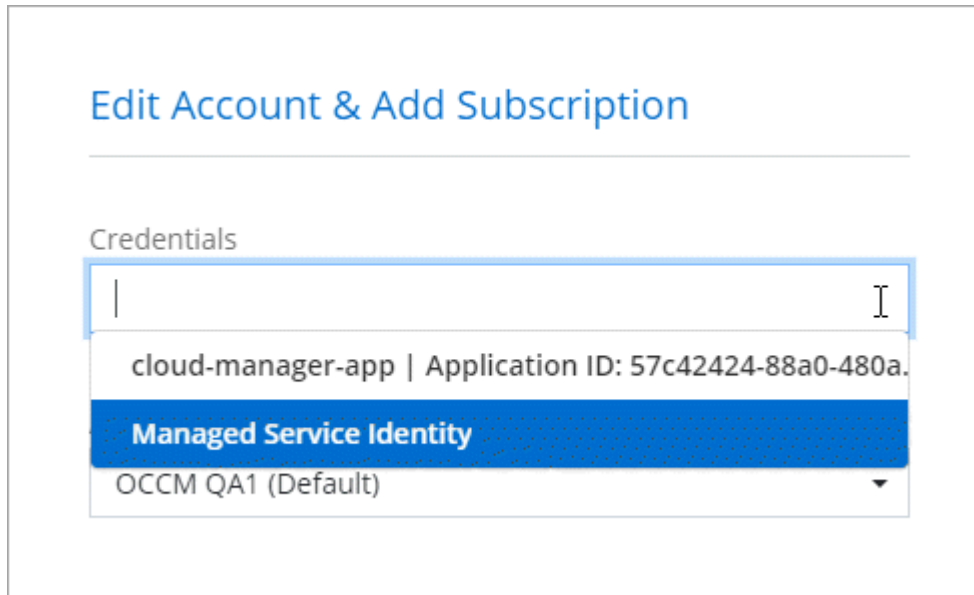 Edit Account & Add Subscription
Credentials
cloud-manager-app | Application ID: 57c42424-88a0-480a.
Managed Service Identity
OCCM QA1 (Default)